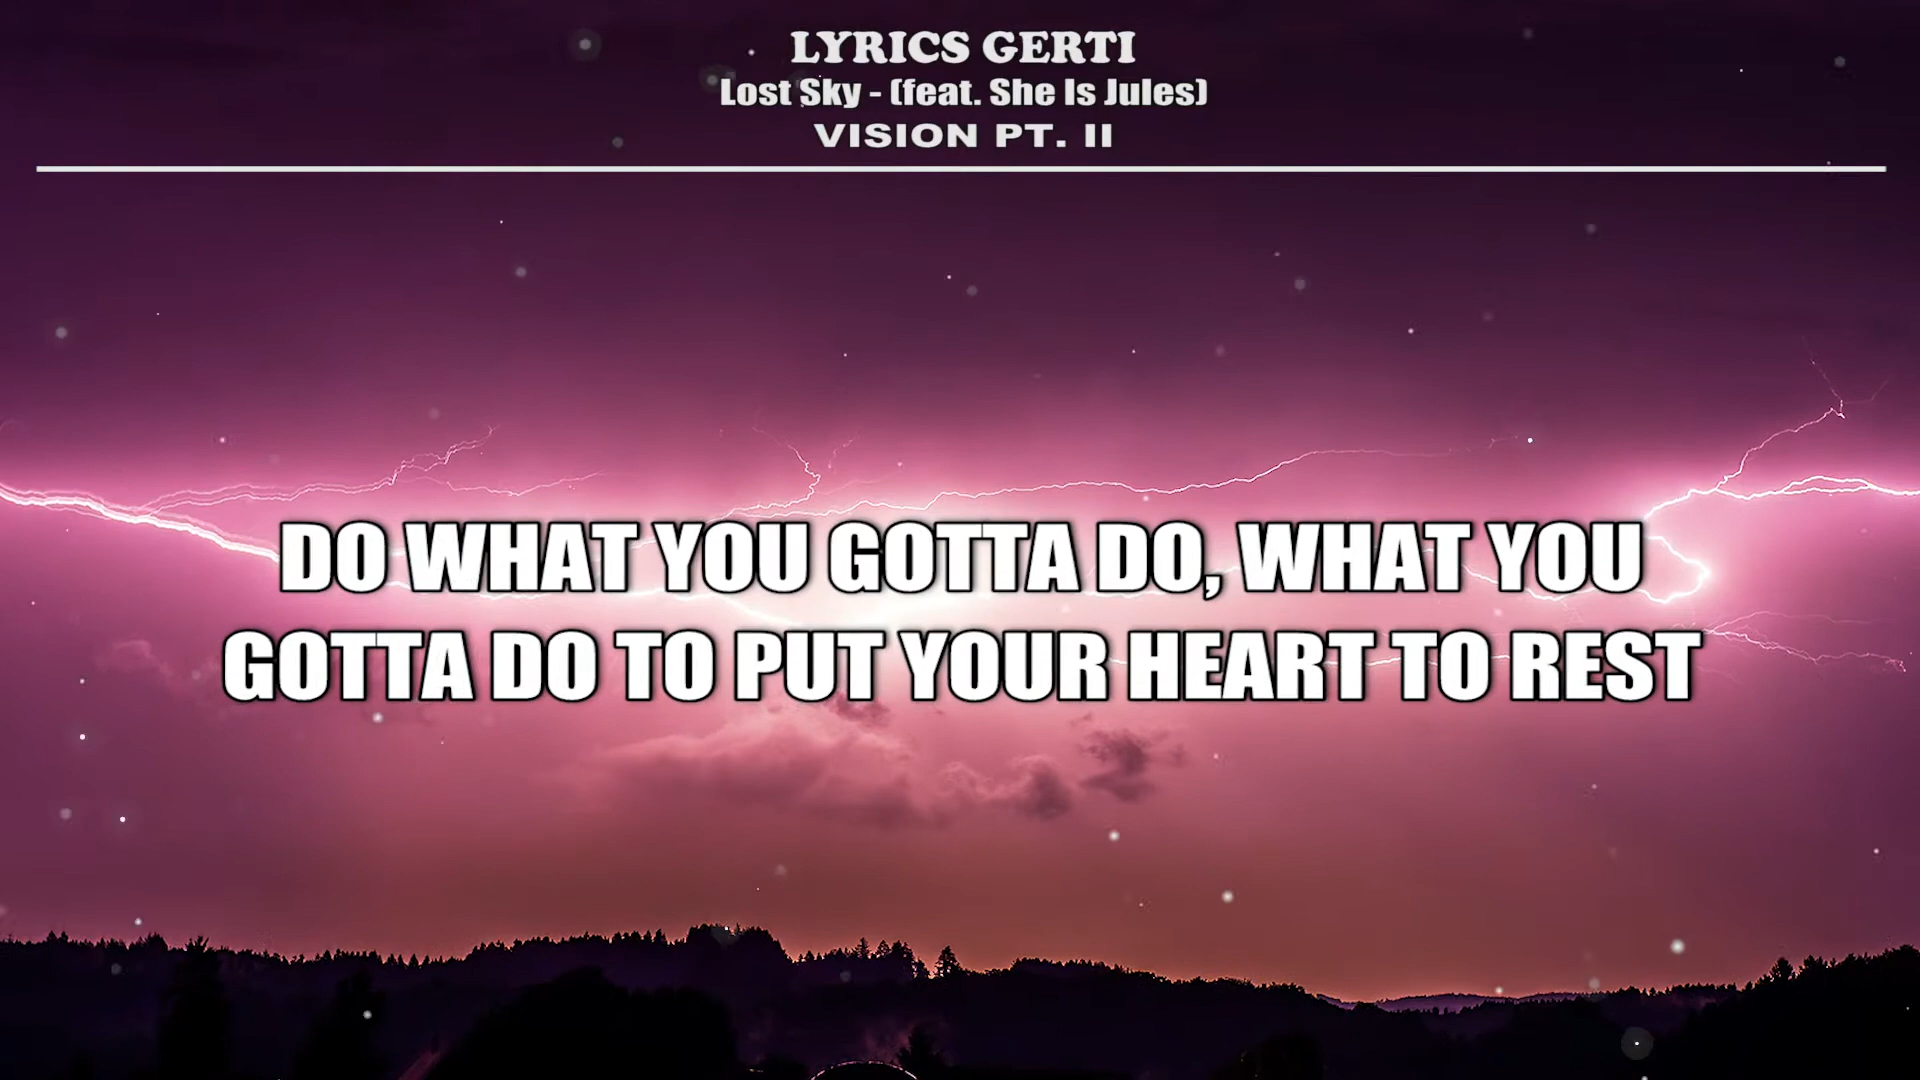 LYRICS GERTI
Lost Sky - (feat. She Is Jules)
VISION PT. II
DO WHAT YOU GOTTA DO, WHAT YOU
GOTTA DO TO PUT YOUR HEART TO REST